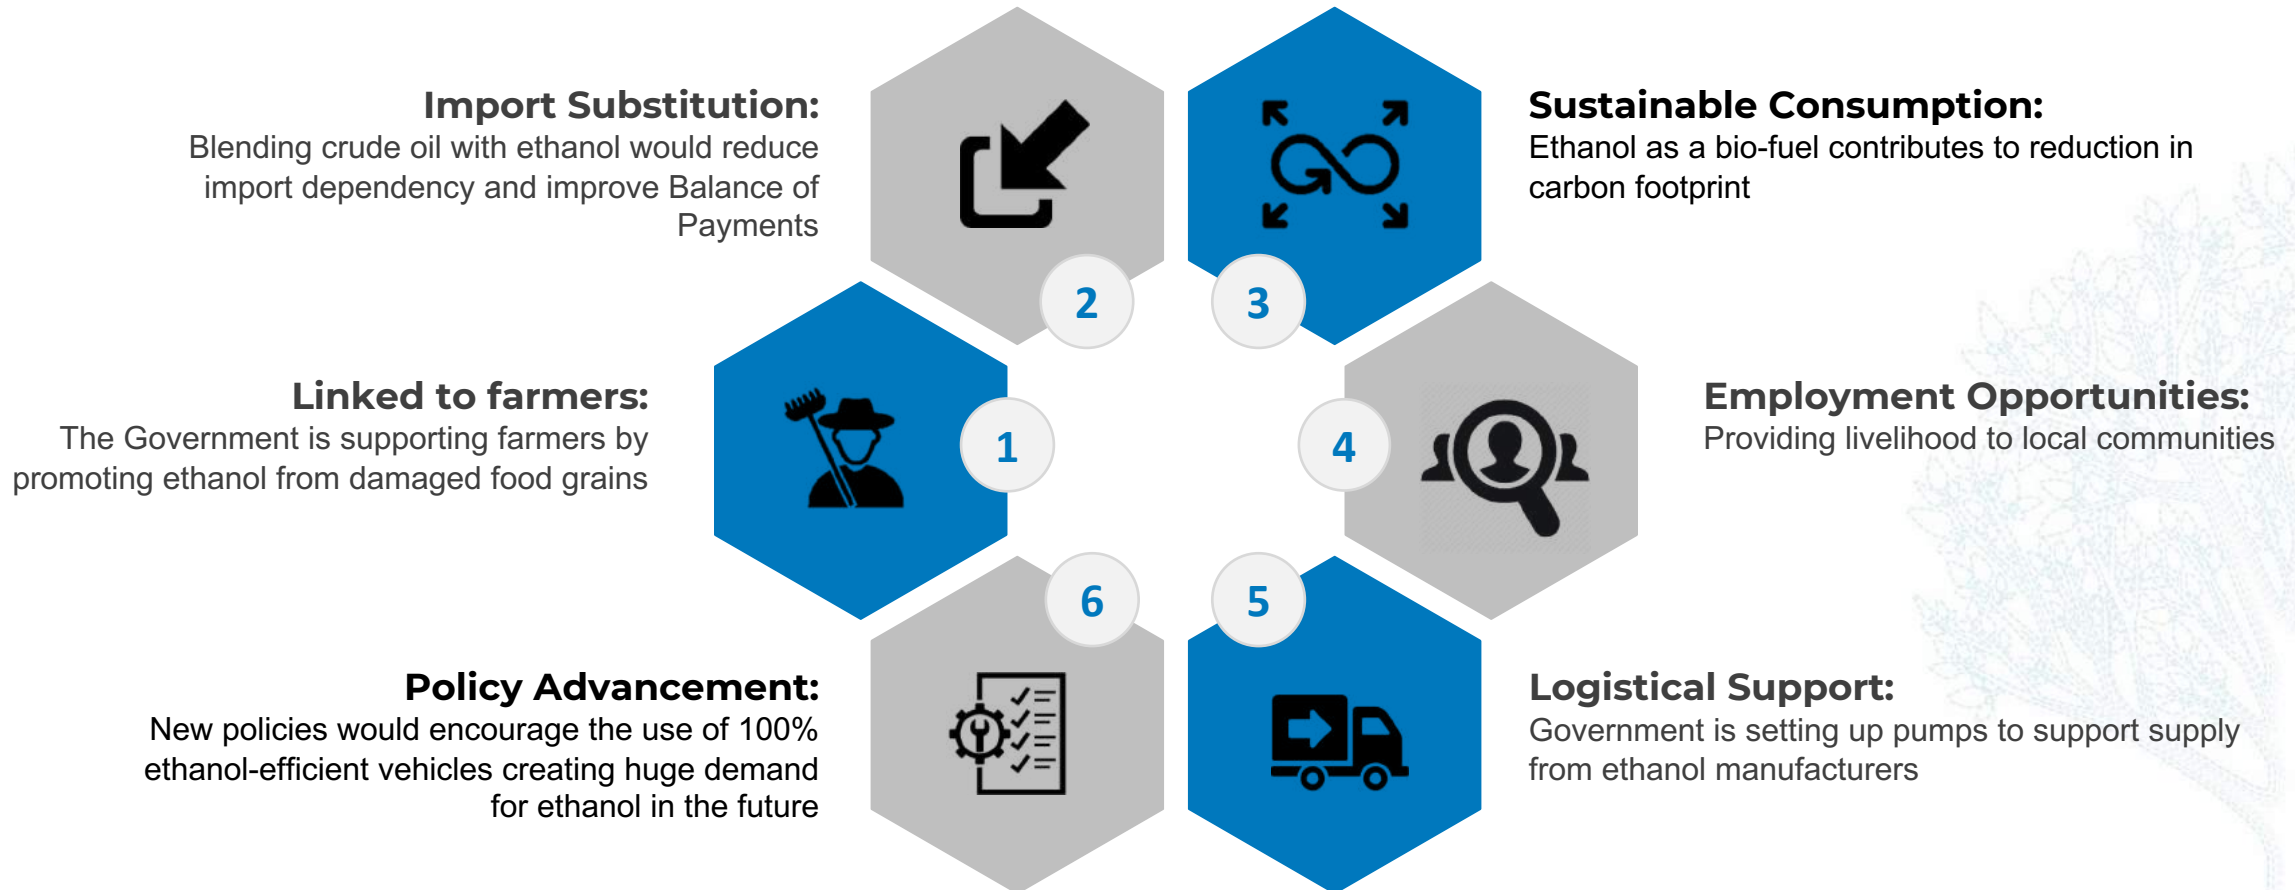 Import Substitution:
Blending crude oil with ethanol would reduce
import dependency and improve Balance of
Payments
2
Sustainable Consumption:
Ethanol as a bio-fuel contributes to reduction in
carbon footprint
3
Linked to farmers:
The Government is supporting farmers by
promoting ethanol from damaged food grains
1
Employment Opportunities:
Providing livelihood to local communities
4
Policy Advancement:
New policies would encourage the use of 100%
ethanol-efficient vehicles creating huge demand
for ethanol in the future
6
Logistical Support:
Government is setting up pumps to support supply
from ethanol manufacturers
5